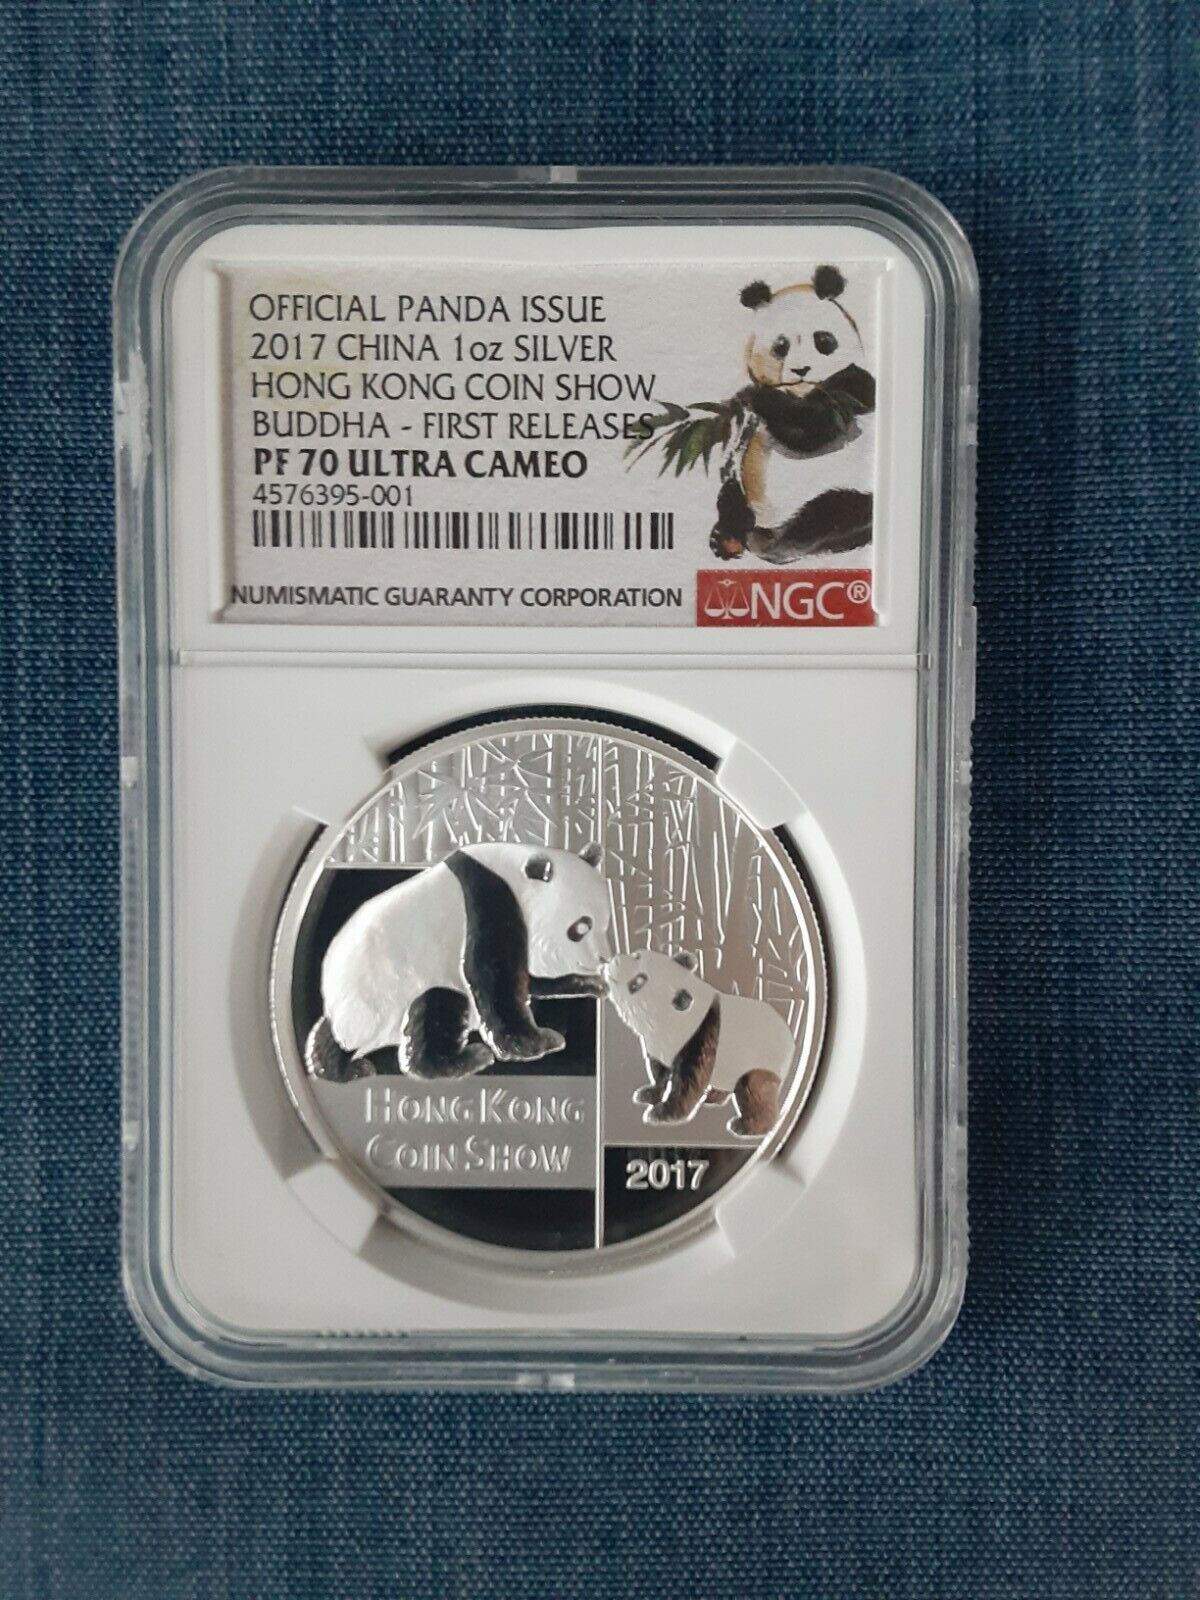 OFFICIAL PANDA ISSUE
2017 CHINA 1oz SILVER
HONG KONG COIN SHOW
BUDDHA - FIRST RELEASES
PF 70 ULTRA CAMEO
4576395-001
NUMISMATIC GUARANTY CORPORATION
NGC®
HONG KONG
COIN SHOW
2017